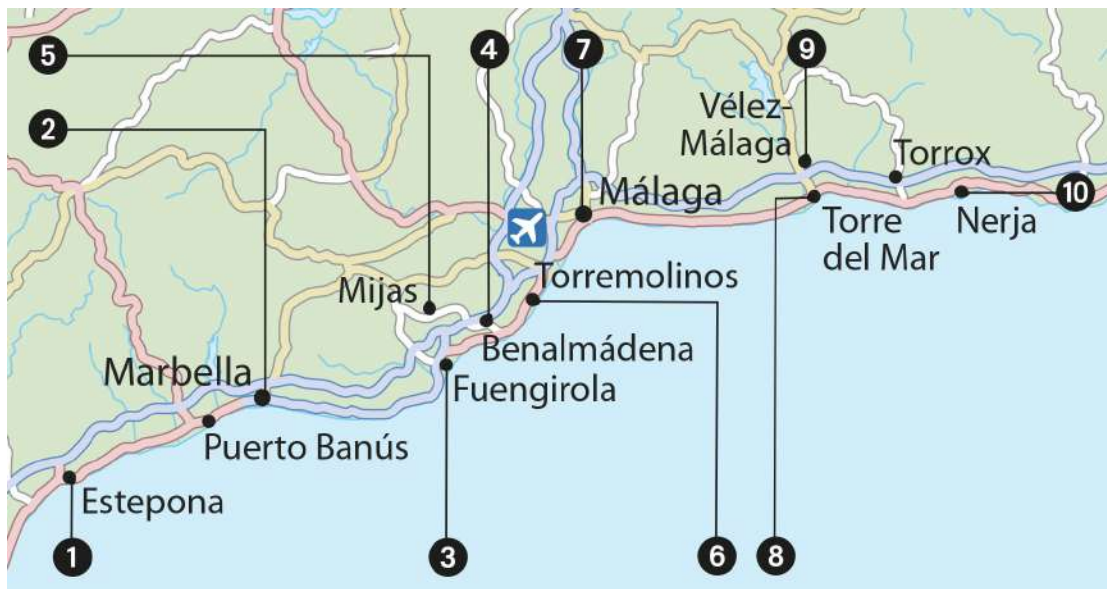 5
4
7
9
2
Vélez-
Málaga
Torrox
Málaga
10
Torre
del Mar
Nerja
Torremolinos
Mijas
Benalmádena
Marbella
Fuengirola
Puerto Banús
Estepona
1
3
6
8